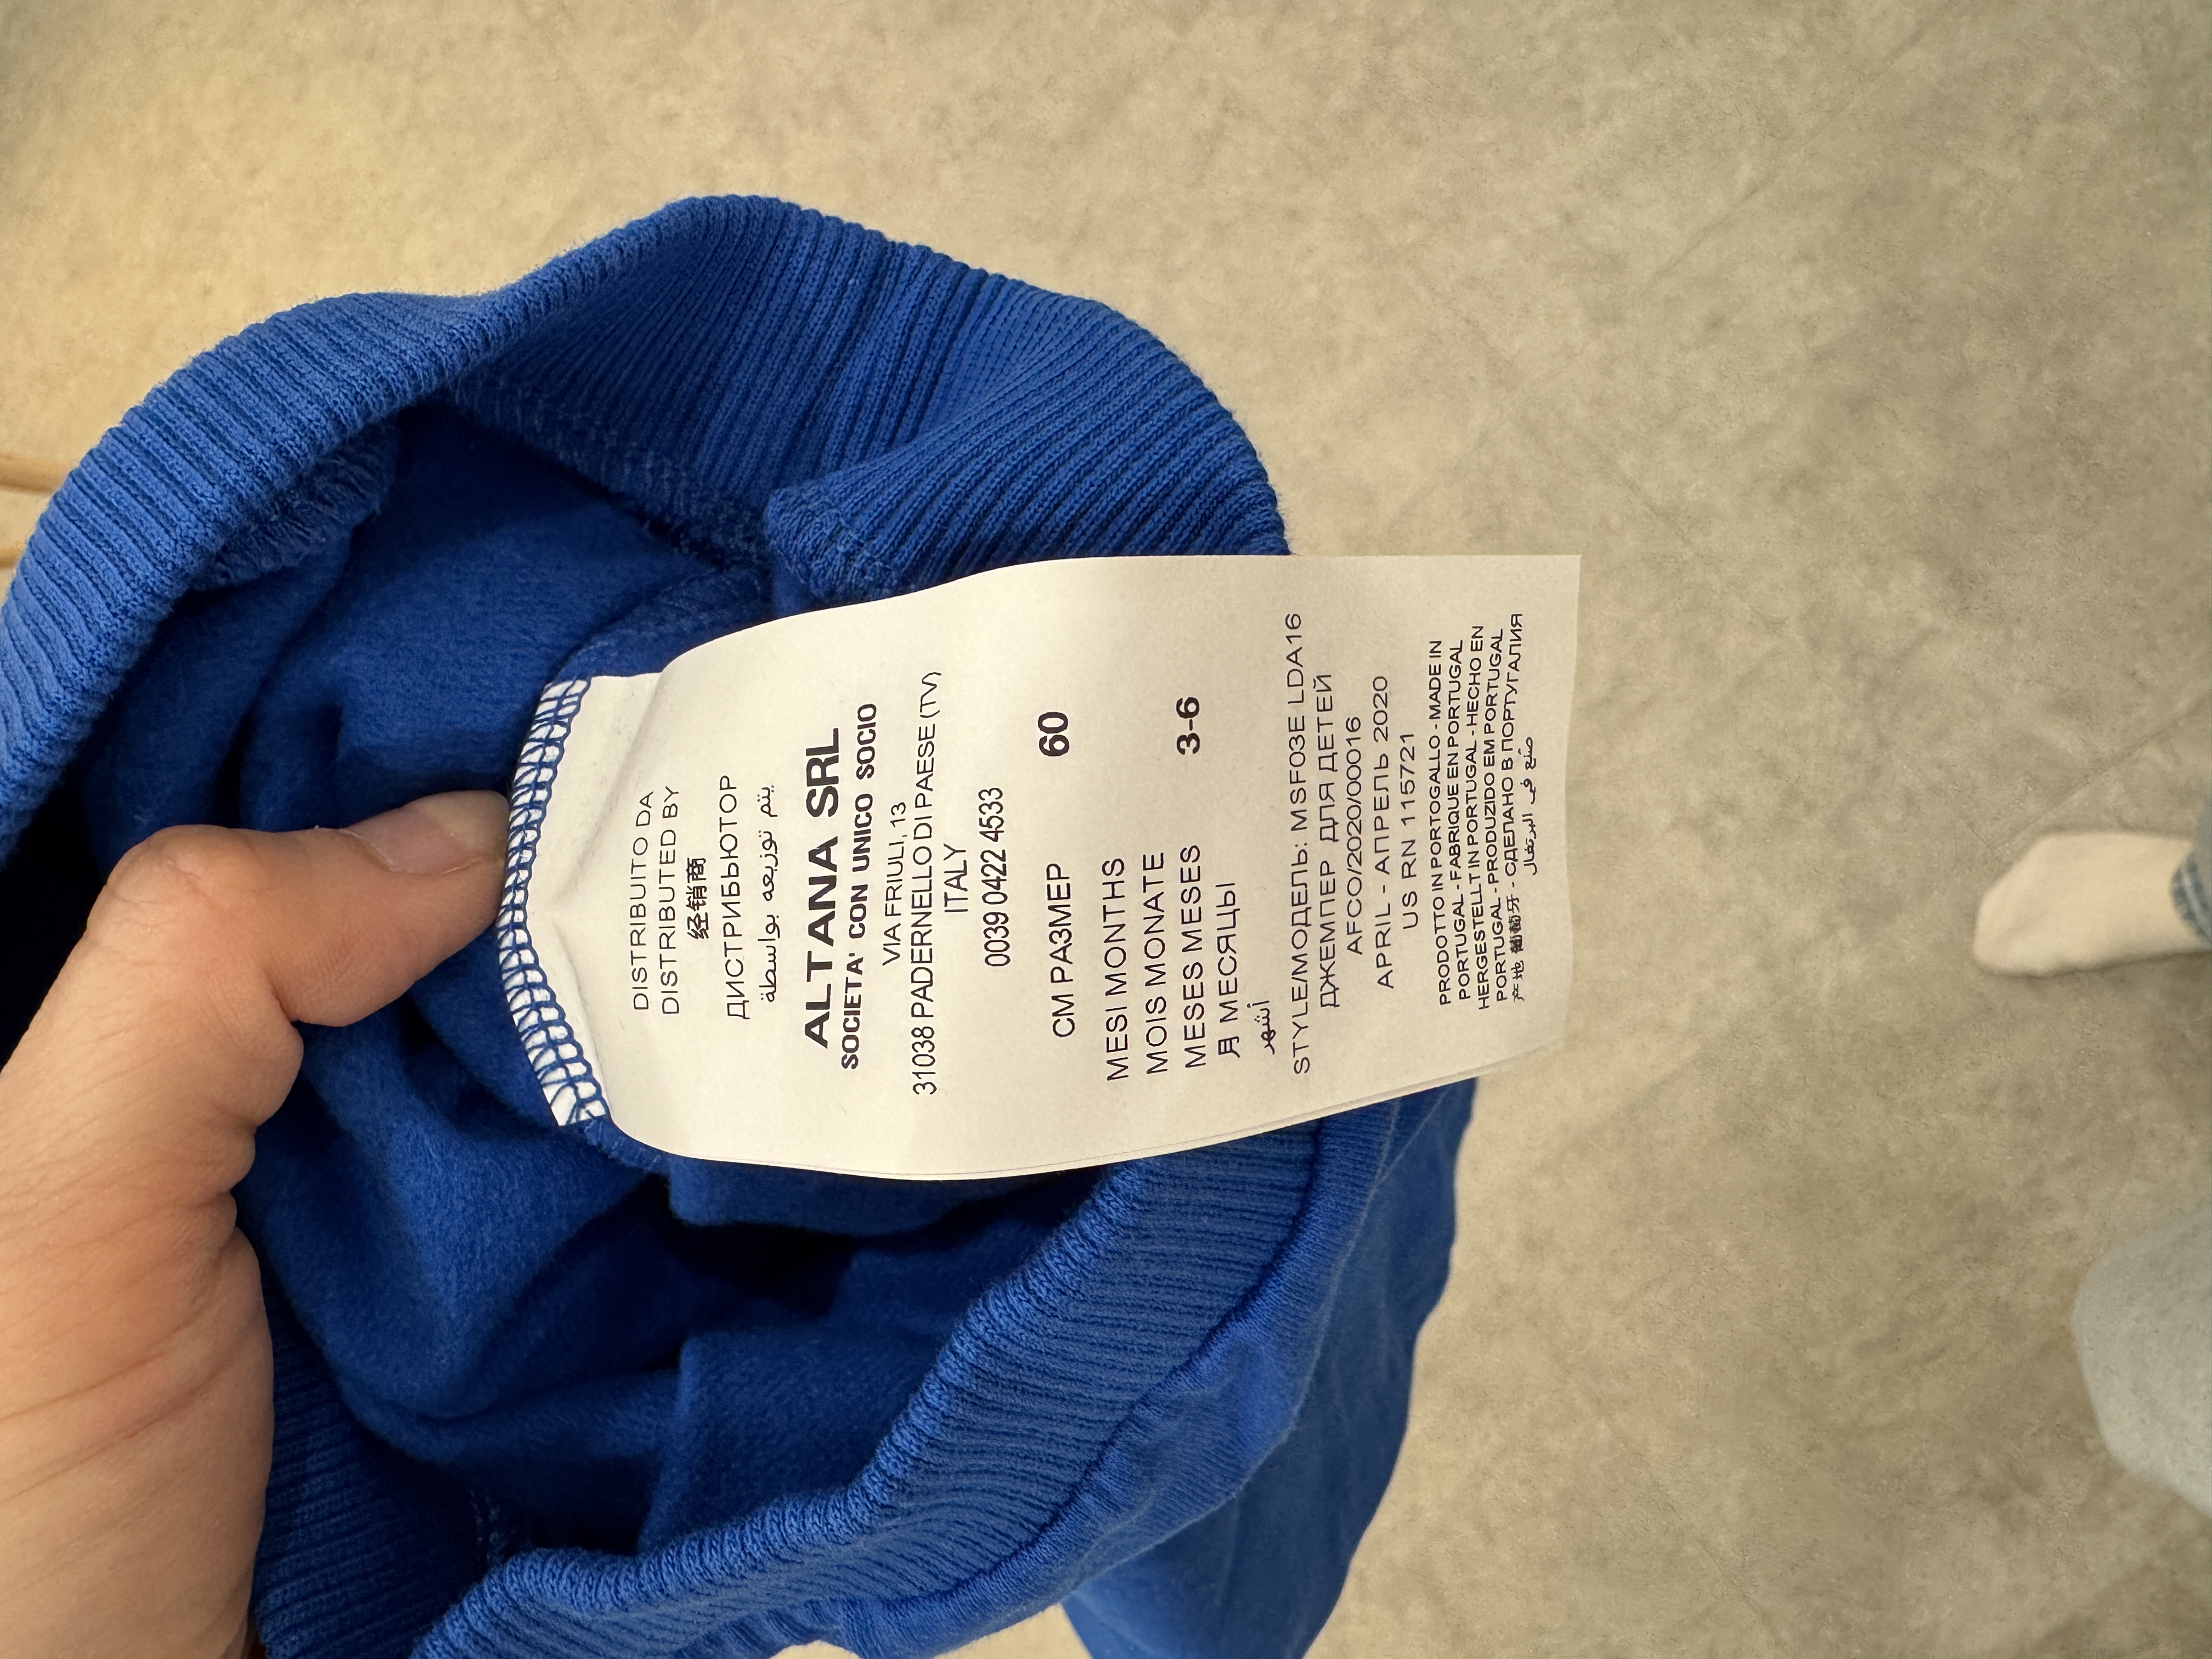 DISTRIBUITO DA
DISTRIBUTED BY
经销商
ДИСТРИБЬЮТОР
يتم توزيعه بواسطة
ALTANA SRL
SOCIETA' CON UNICO SOCIO
VIA FRIULI, 13
31038 PADERNELLO DI PAESE (TV)
ITALY
0039 0422 4533
CM РАЗМЕР 60
MESI MONTHS
MOIS MONATE
MESES MESES 3-6
月 МЕСЯЦЫ
أشهر
STYLE/МОДЕЛЬ: MSF03E LDA16
ДЖЕМПЕР ДЛЯ ДЕТЕЙ
AFCO/2020/00016
APRIL - АПРЕЛЬ 2020
US RN 115721
PRODOTTO IN PORTOGALLO - MADE IN
PORTUGAL - FABRIQUE EN PORTUGAL
HERGESTELLT IN PORTUGAL - HECHO EN
PORTUGAL - PRODUZIDO EM PORTUGAL
产地 葡萄牙 - СДЕЛАНО В ПОРТУГАЛИЯ
صنع في البرتغال